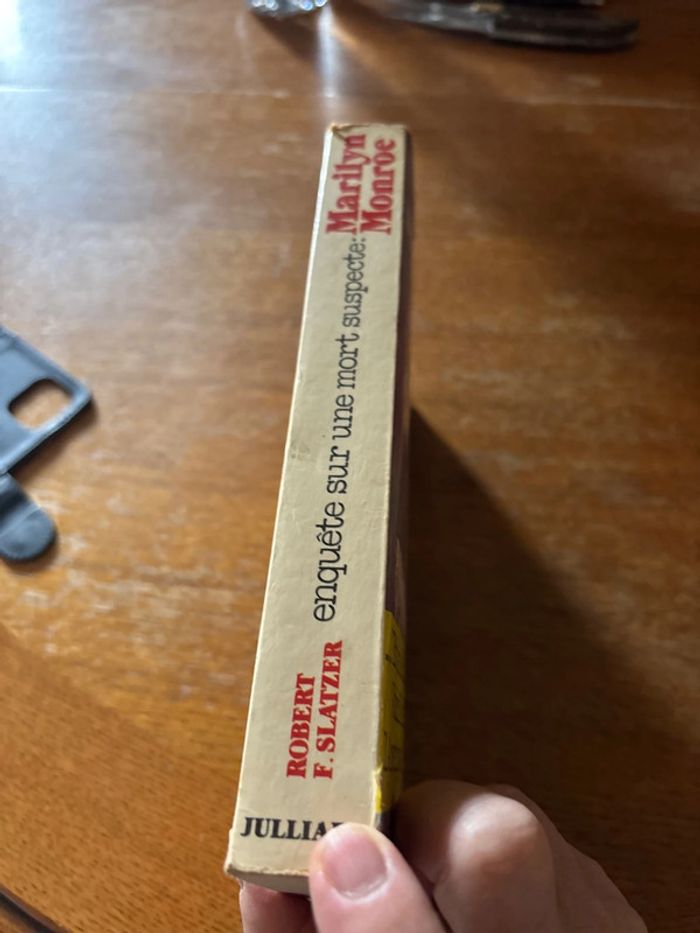 ROBERT
F. SLATZER
enquête sur une mort suspecte:
Marilyn
Monroe